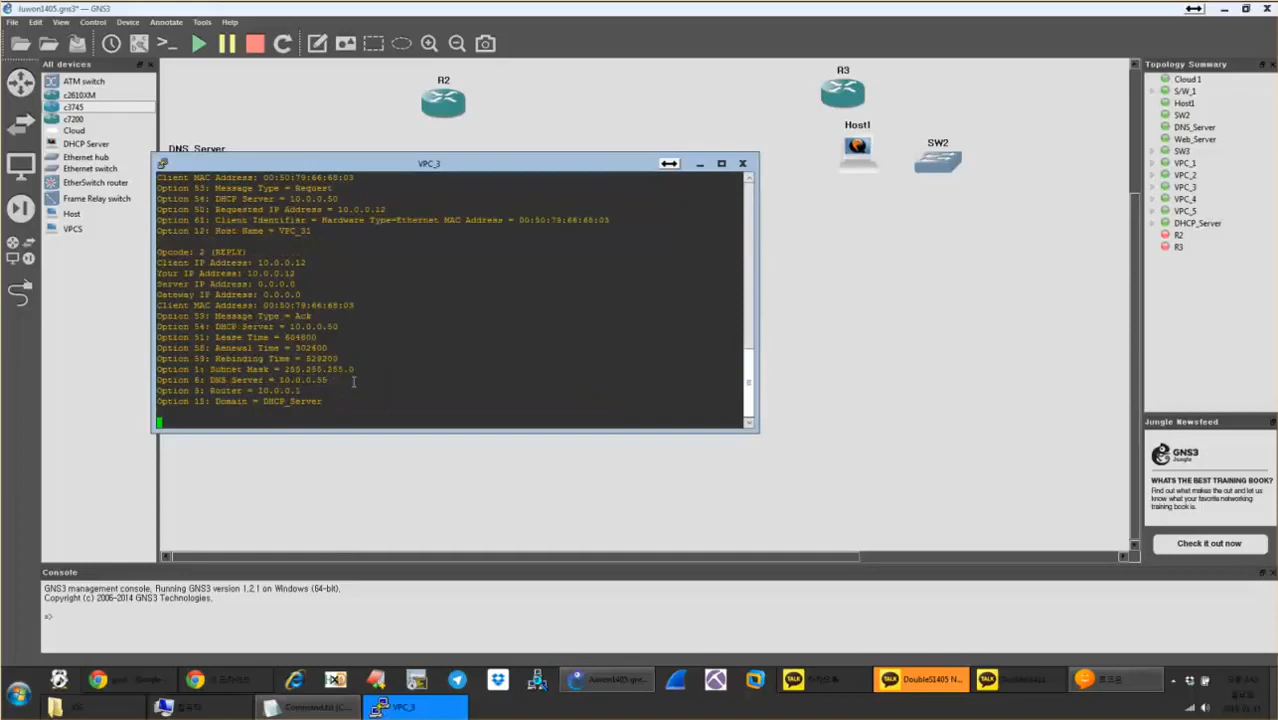 Juwon1405.gns3* — GNS3
File Edit View Control Device Annotate Tools Help
All devices
ATM switch
c2610XM
c3745
c7200
Cloud
DHCP Server
Ethernet hub
Ethernet switch
EtherSwitch router
Frame Relay switch
Host
VPCS
R2
R3
Host1
SW2
DNS_Server
VPC_3
Client MAC Address: 00:50:79:66:68:03
Option 53: Message Type = Request
Option 54: DHCP Server = 10.0.0.50
Option 50: Requested IP Address = 10.0.0.12
Option 61: Client Identifier = Hardware Type=Ethernet MAC Address = 00:50:79:66:68:03
Option 12: Host Name = VPC_31
Opcode: 2 (REPLY)
Client IP Address: 10.0.0.12
Your IP Address: 10.0.0.12
Server IP Address: 0.0.0.0
Gateway IP Address: 0.0.0.0
Client MAC Address: 00:50:79:66:68:03
Option 53: Message Type = Ack
Option 54: DHCP Server = 10.0.0.50
Option 51: Lease Time = 604800
Option 58: Renewal Time = 302400
Option 59: Rebinding Time = 529200
Option 1: Subnet Mask = 255.255.255.0
Option 6: DNS Server = 10.0.0.55
Option 3: Router = 10.0.0.1
Option 15: Domain = DHCP_Server
Topology Summary
Cloud 1
S/W_1
Host1
SW2
DNS_Server
Web_Server
SW3
VPC_1
VPC_2
VPC_3
VPC_4
VPC_5
DHCP_Server
R2
R3
Jungle Newsfeed
GNS3
Jungle
WHATS THE BEST TRAINING BOOK?
Find out what makes the cut and let us
know what your favorite networking
training book is.
Check it out now
Console
GNS3 management console. Running GNS3 version 1.2.1 on Windows (64-bit).
Copyright (c) 2006-2014 GNS3 Technologies.
=>
Juwon1405.gns...
TALK
TALK DoubleS1405 N...
TALK
Command.txt (C...
VPC_3